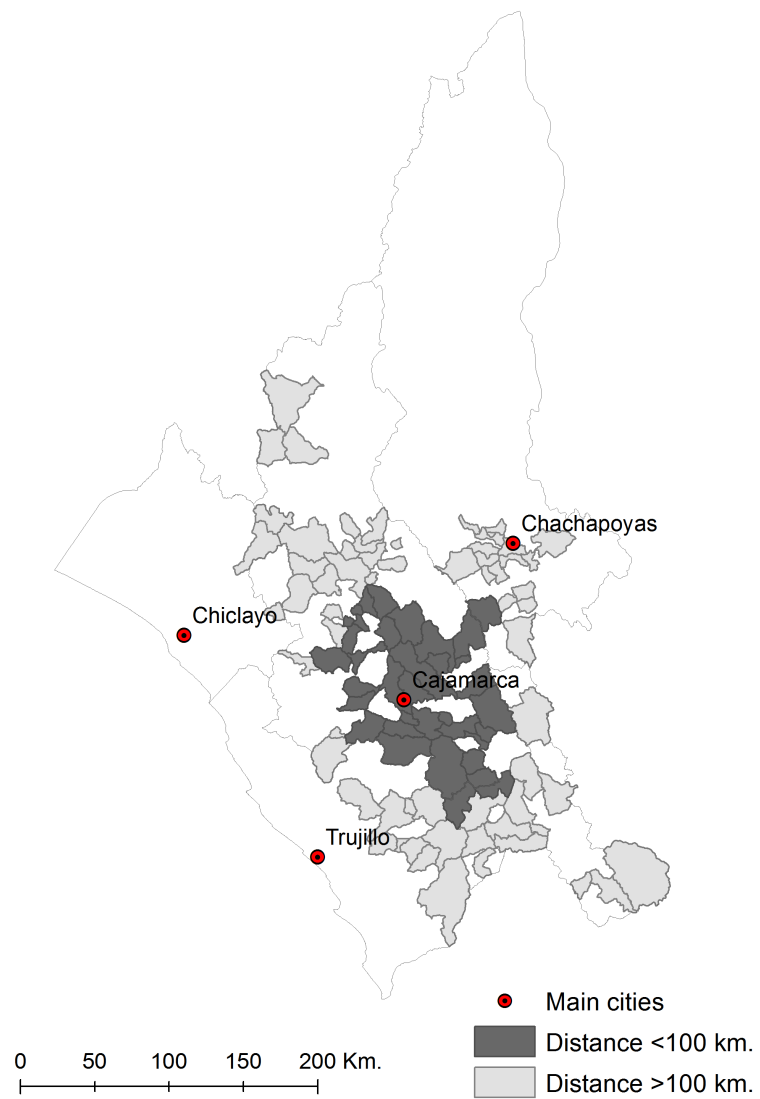 Chachapoyas
Chiclayo
Cajamarca
Trujillo
Main cities
Distance <100 km.
Distance >100 km.
0 50 100 150 200 Km.